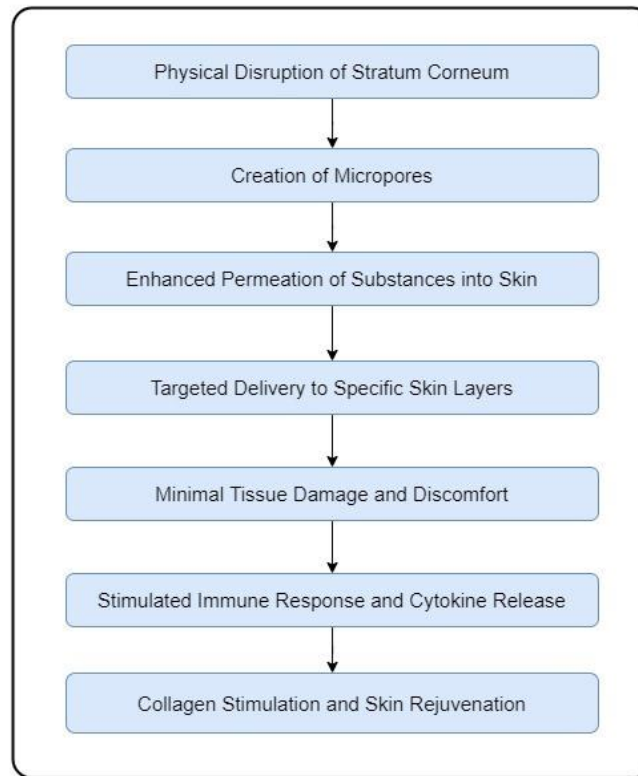 Physical Disruption of Stratum Corneum
Creation of Micropores
Enhanced Permeation of Substances into Skin
Targeted Delivery to Specific Skin Layers
Minimal Tissue Damage and Discomfort
Stimulated Immune Response and Cytokine Release
Collagen Stimulation and Skin Rejuvenation